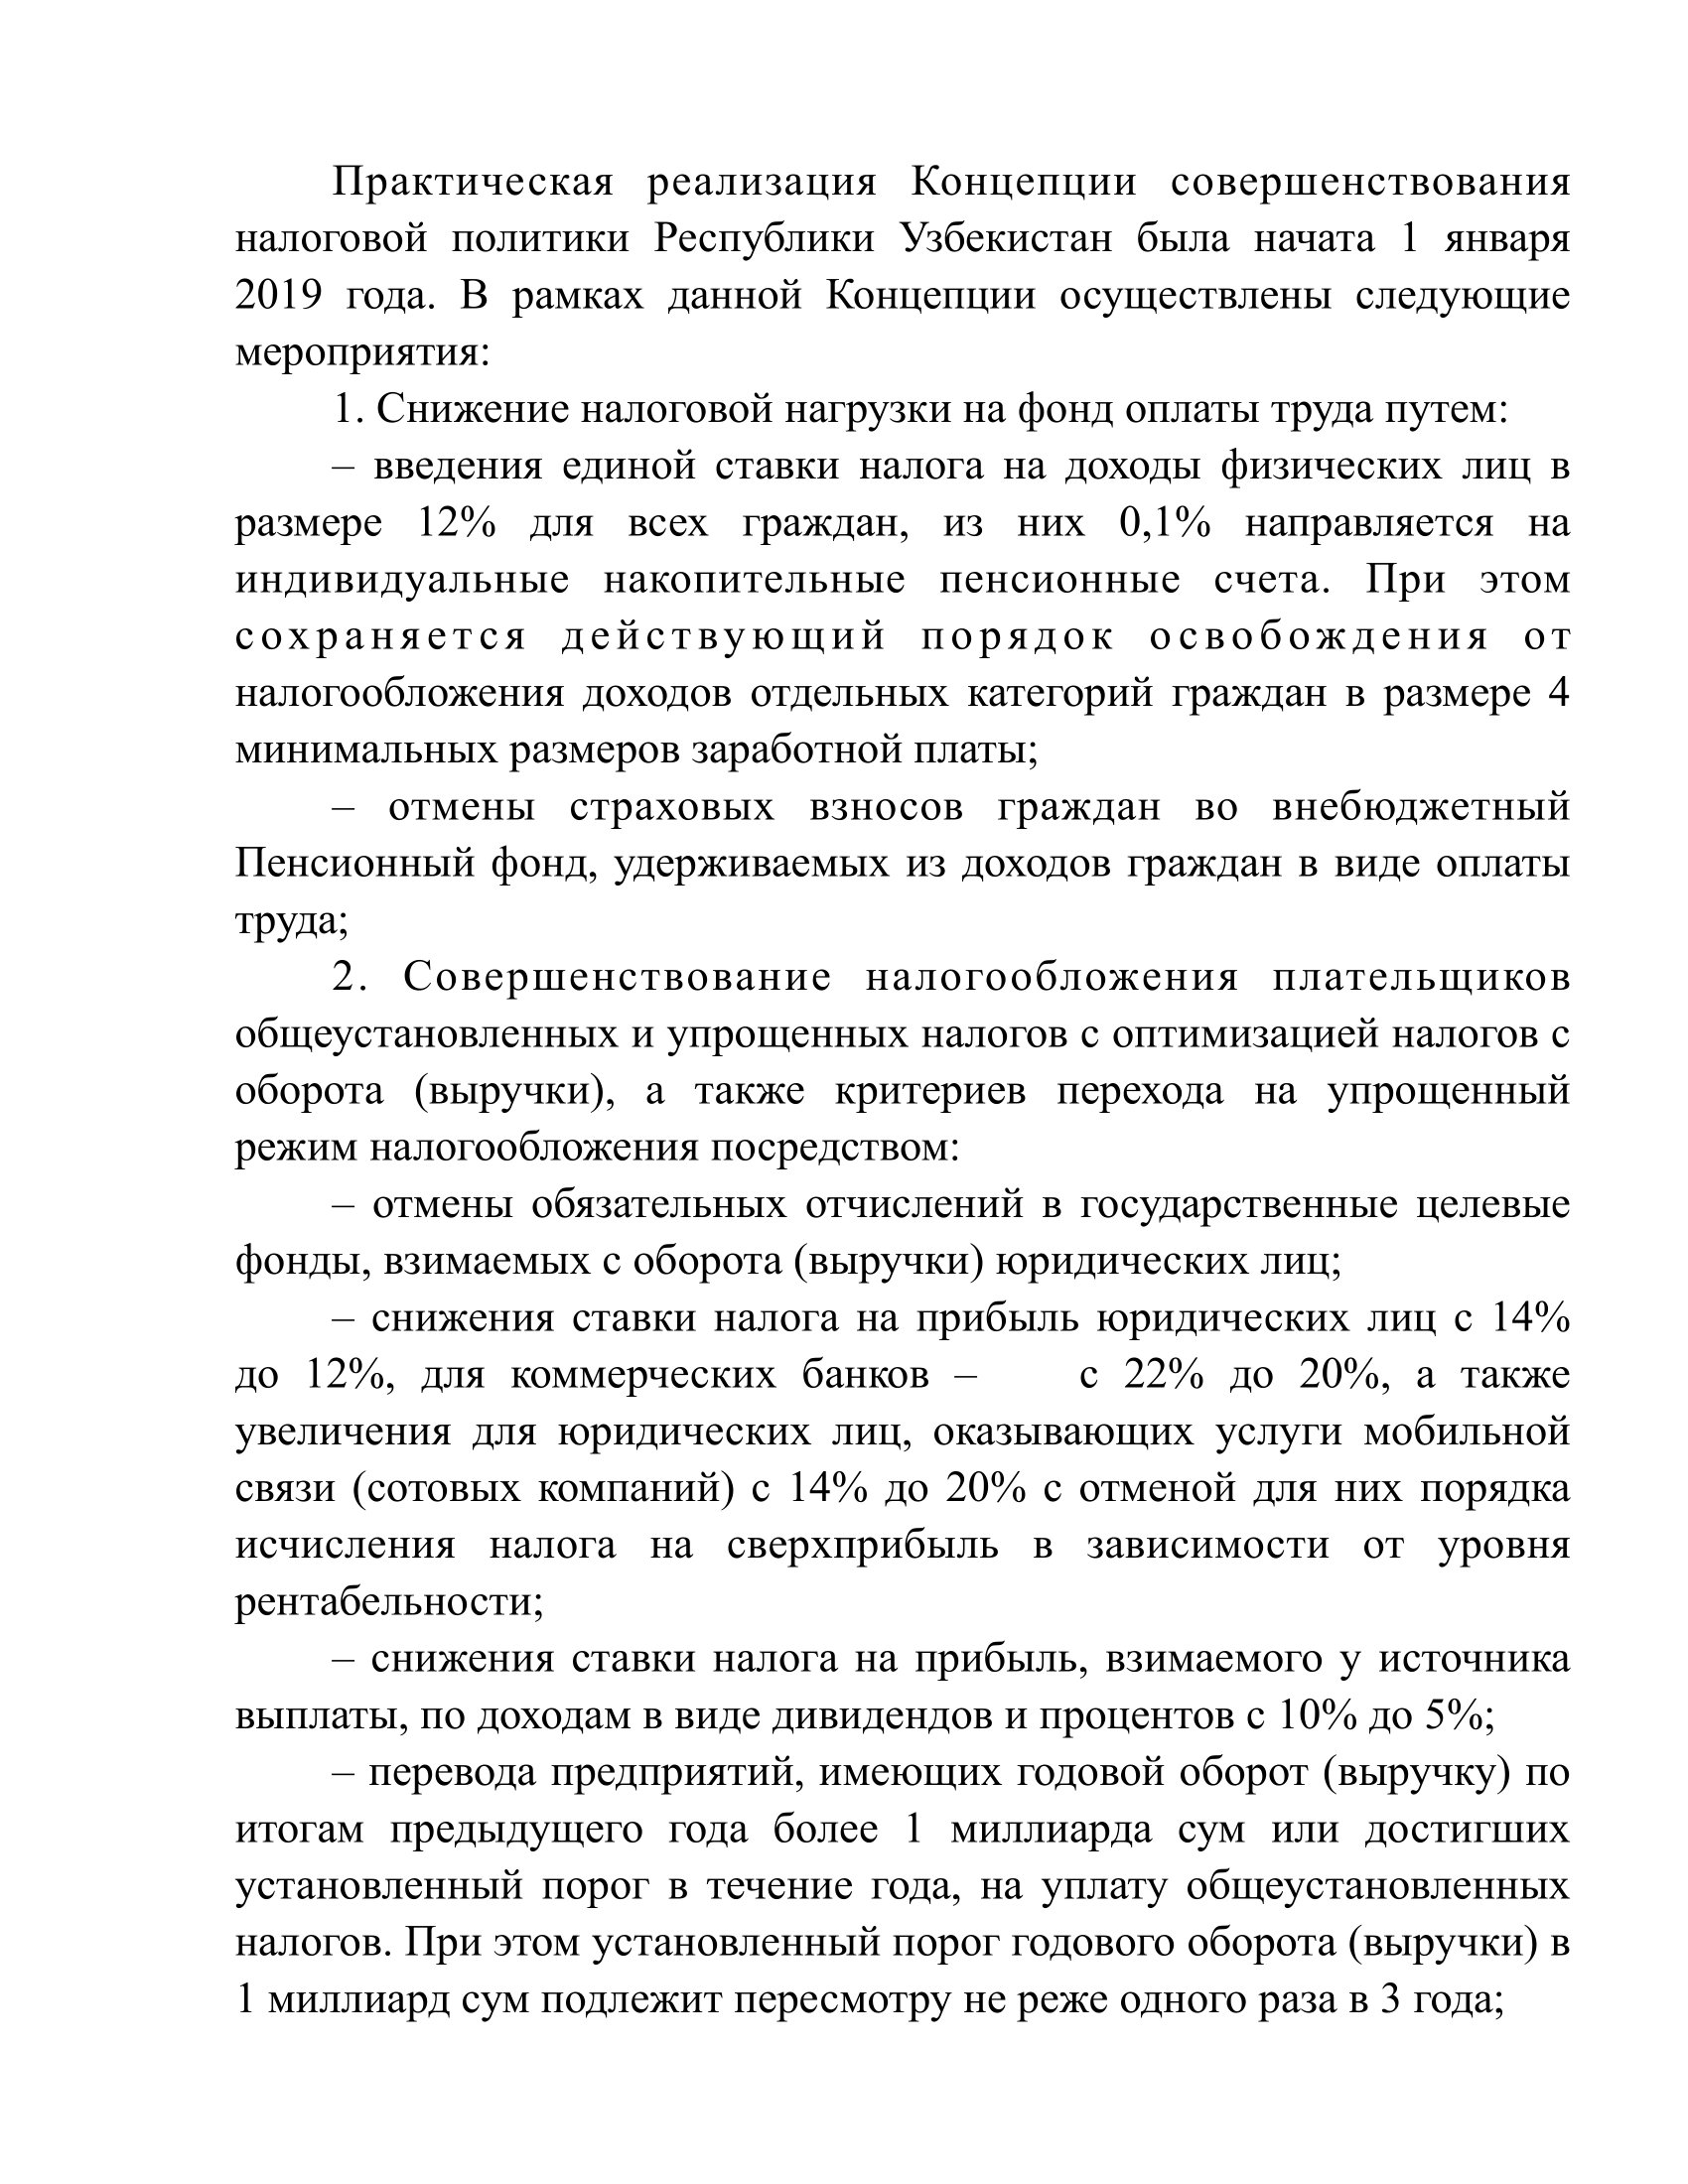 Практическая реализация Концепции совершенствования
налоговой политики Республики Узбекистан была начата 1 января
2019 года. В рамках данной Концепции осуществлены следующие
мероприятия:
1. Снижение налоговой нагрузки на фонд оплаты труда путем:
– введения единой ставки налога на доходы физических лиц в
размере 12% для всех граждан, из них 0,1% направляется на
индивидуальные накопительные пенсионные счета. При этом
сохраняется действующий порядок освобождения от
налогообложения доходов отдельных категорий граждан в размере 4
минимальных размеров заработной платы;
– отмены страховых взносов граждан во внебюджетный
Пенсионный фонд, удерживаемых из доходов граждан в виде оплаты
труда;
2. Совершенствование налогообложения плательщиков
общеустановленных и упрощенных налогов с оптимизацией налогов с
оборота (выручки), а также критериев перехода на упрощенный
режим налогообложения посредством:
– отмены обязательных отчислений в государственные целевые
фонды, взимаемых с оборота (выручки) юридических лиц;
– снижения ставки налога на прибыль юридических лиц с 14%
до 12%, для коммерческих банков – с 22% до 20%, а также
увеличения для юридических лиц, оказывающих услуги мобильной
связи (сотовых компаний) с 14% до 20% с отменой для них порядка
исчисления налога на сверхприбыль в зависимости от уровня
рентабельности;
– снижения ставки налога на прибыль, взимаемого у источника
выплаты, по доходам в виде дивидендов и процентов с 10% до 5%;
– перевода предприятий, имеющих годовой оборот (выручку) по
итогам предыдущего года более 1 миллиарда сум или достигших
установленный порог в течение года, на уплату общеустановленных
налогов. При этом установленный порог годового оборота (выручки) в
1 миллиард сум подлежит пересмотру не реже одного раза в 3 года;